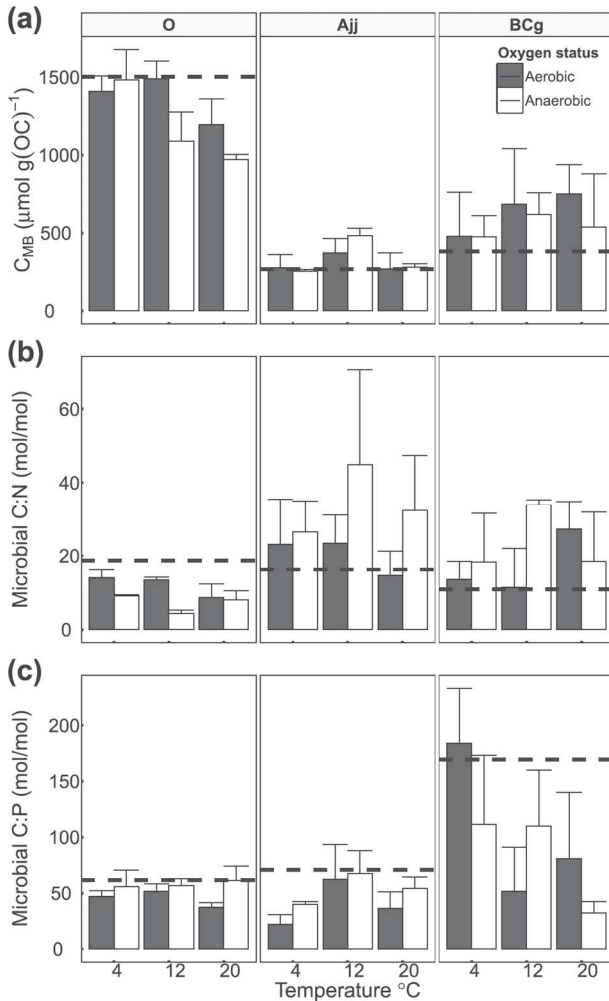 (a)
O
Ajj
BCg
Oxygen status
Aerobic
Anaerobic
C_MB (μmol g(OC)⁻¹)
1500
1000
500
0
(b)
Microbial C:N (mol/mol)
60
40
20
0
(c)
Microbial C:P (mol/mol)
200
150
100
50
0
4 12 20 4 12 20 4 12 20
Temperature °C